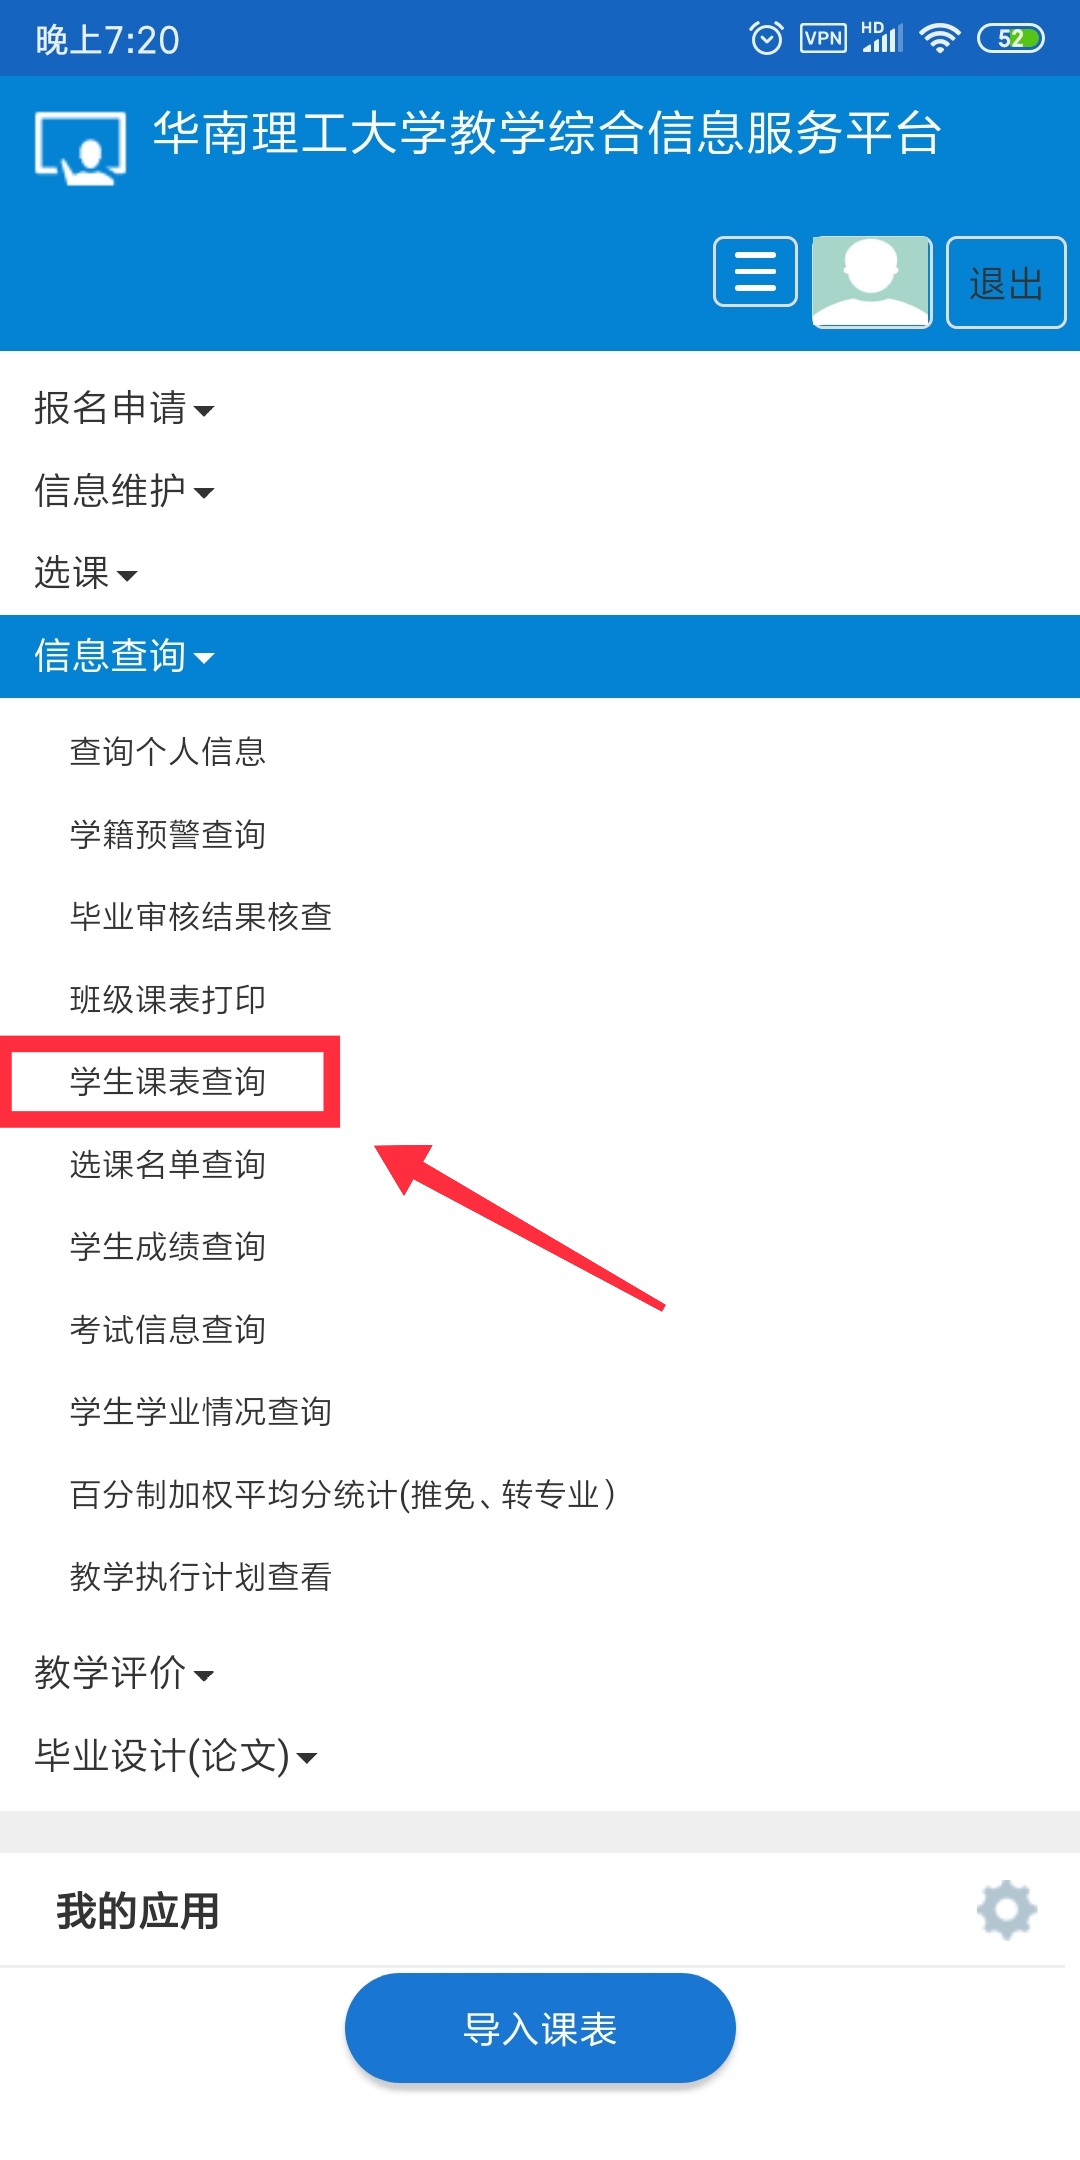 晚上7:20
VPN
HD
52
华南理工大学教学综合信息服务平台
退出
报名申请
信息维护
选课
信息查询
查询个人信息
学籍预警查询
毕业审核结果核查
班级课表打印
学生课表查询
选课名单查询
学生成绩查询
考试信息查询
学生学业情况查询
百分制加权平均分统计(推免、转专业）
教学执行计划查看
教学评价
毕业设计(论文)
我的应用
导入课表